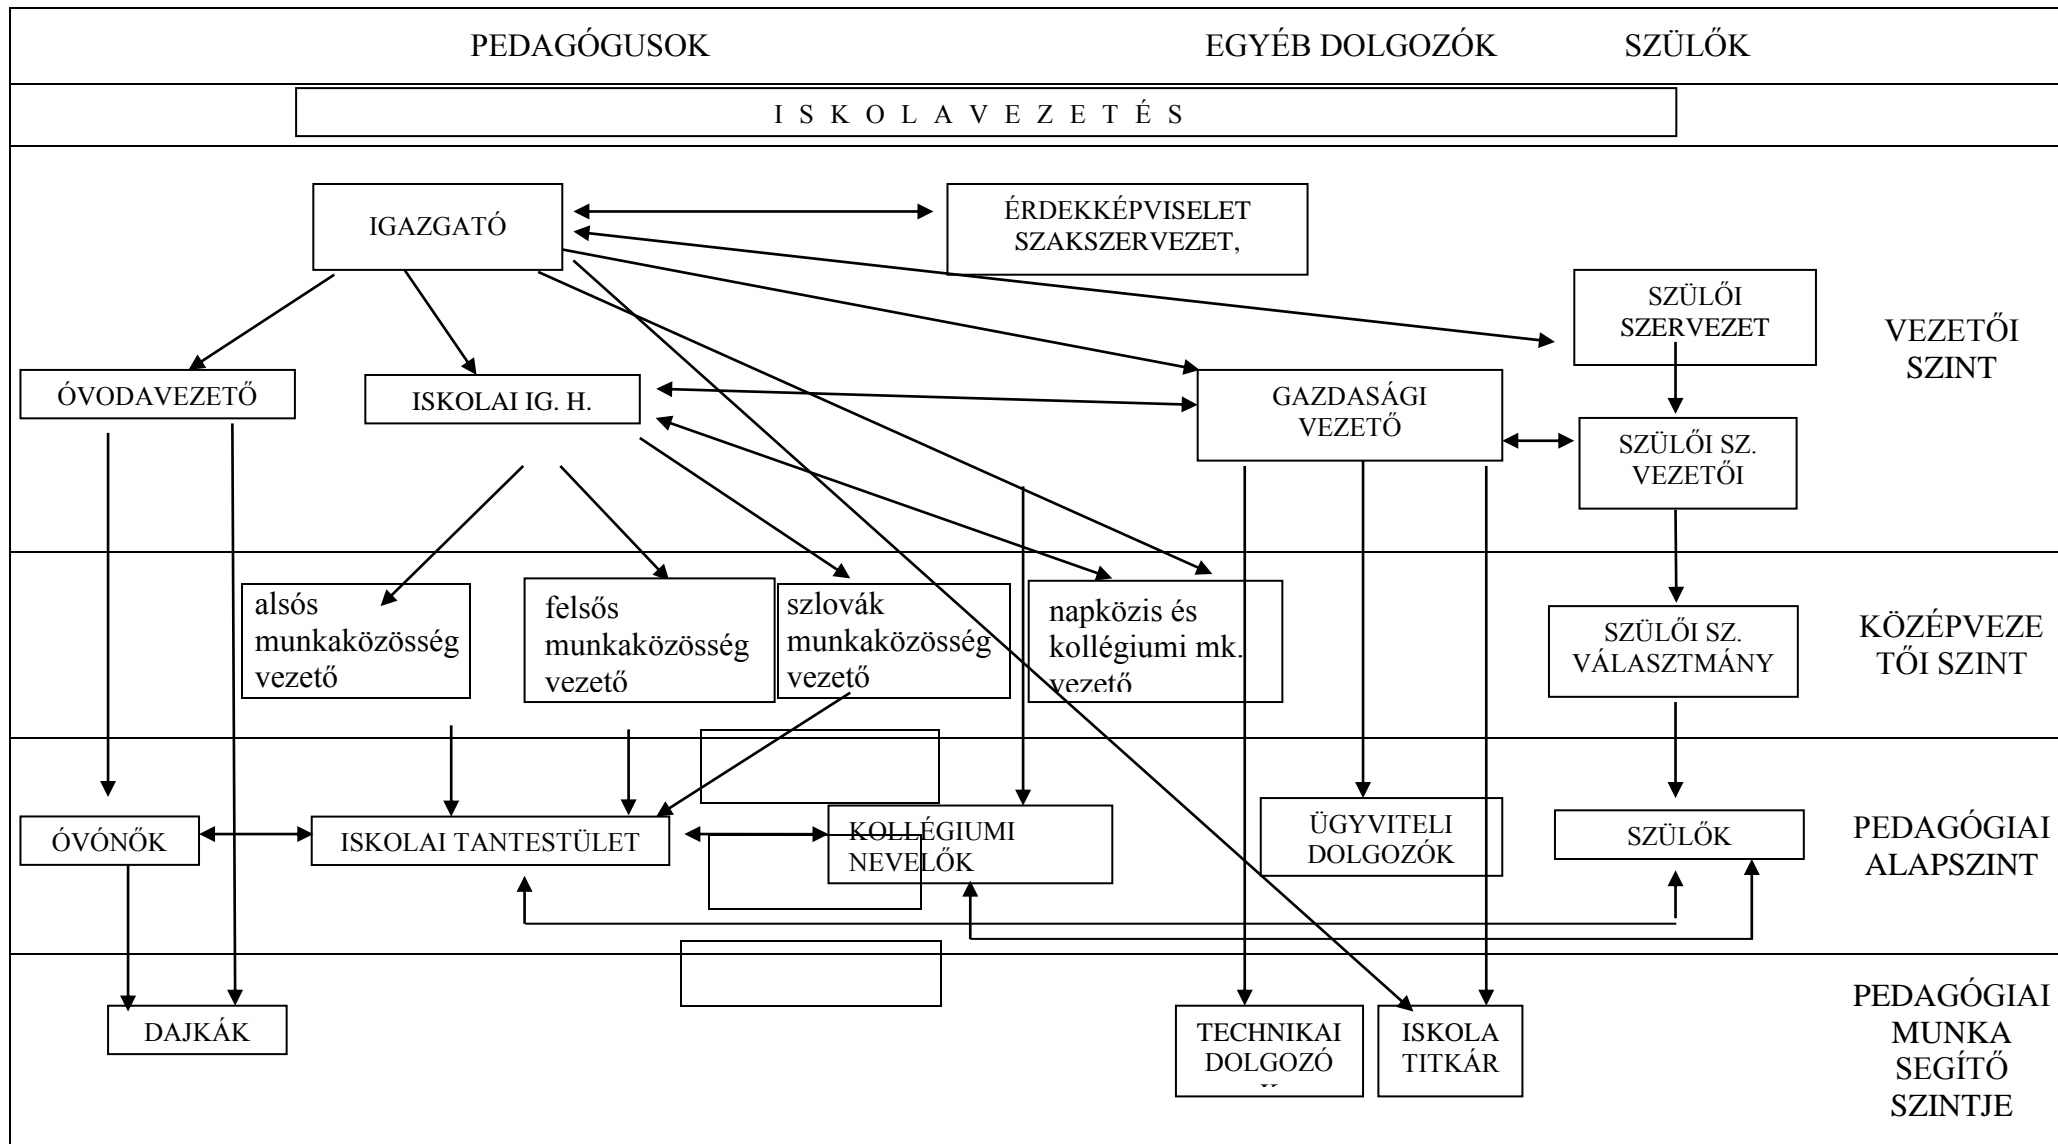 PEDAGÓGUSOK
EGYÉB DOLGOZÓK
SZÜLŐK
I S K O L A V E Z E T É S
IGAZGATÓ
ÉRDEKKÉPVISELET
SZAKSZERVEZET,
SZÜLŐI
SZERVEZET
VEZETŐI
SZINT
ÓVODAVEZETŐ
ISKOLAI IG. H.
GAZDASÁGI
VEZETŐ
SZÜLŐI SZ.
VEZETŐI
alsós
munkaközösség
vezető
felsős
munkaközösség
vezető
szlovák
munkaközösség
vezető
napközis és
kollégiumi mk.
vezető
SZÜLŐI SZ.
VÁLASZTMÁNY
KÖZÉPVEZE
TŐI SZINT
ÓVÓNŐK
ISKOLAI TANTESTÜLET
KOLLÉGIUMI
NEVELŐK
ÜGYVITELI
DOLGOZÓK
SZÜLŐK
PEDAGÓGIAI
ALAPSZINT
DAJKÁK
TECHNIKAI
DOLGOZÓ
K
ISKOLA
TITKÁR
PEDAGÓGIAI
MUNKA
SEGÍTŐ
SZINTJE